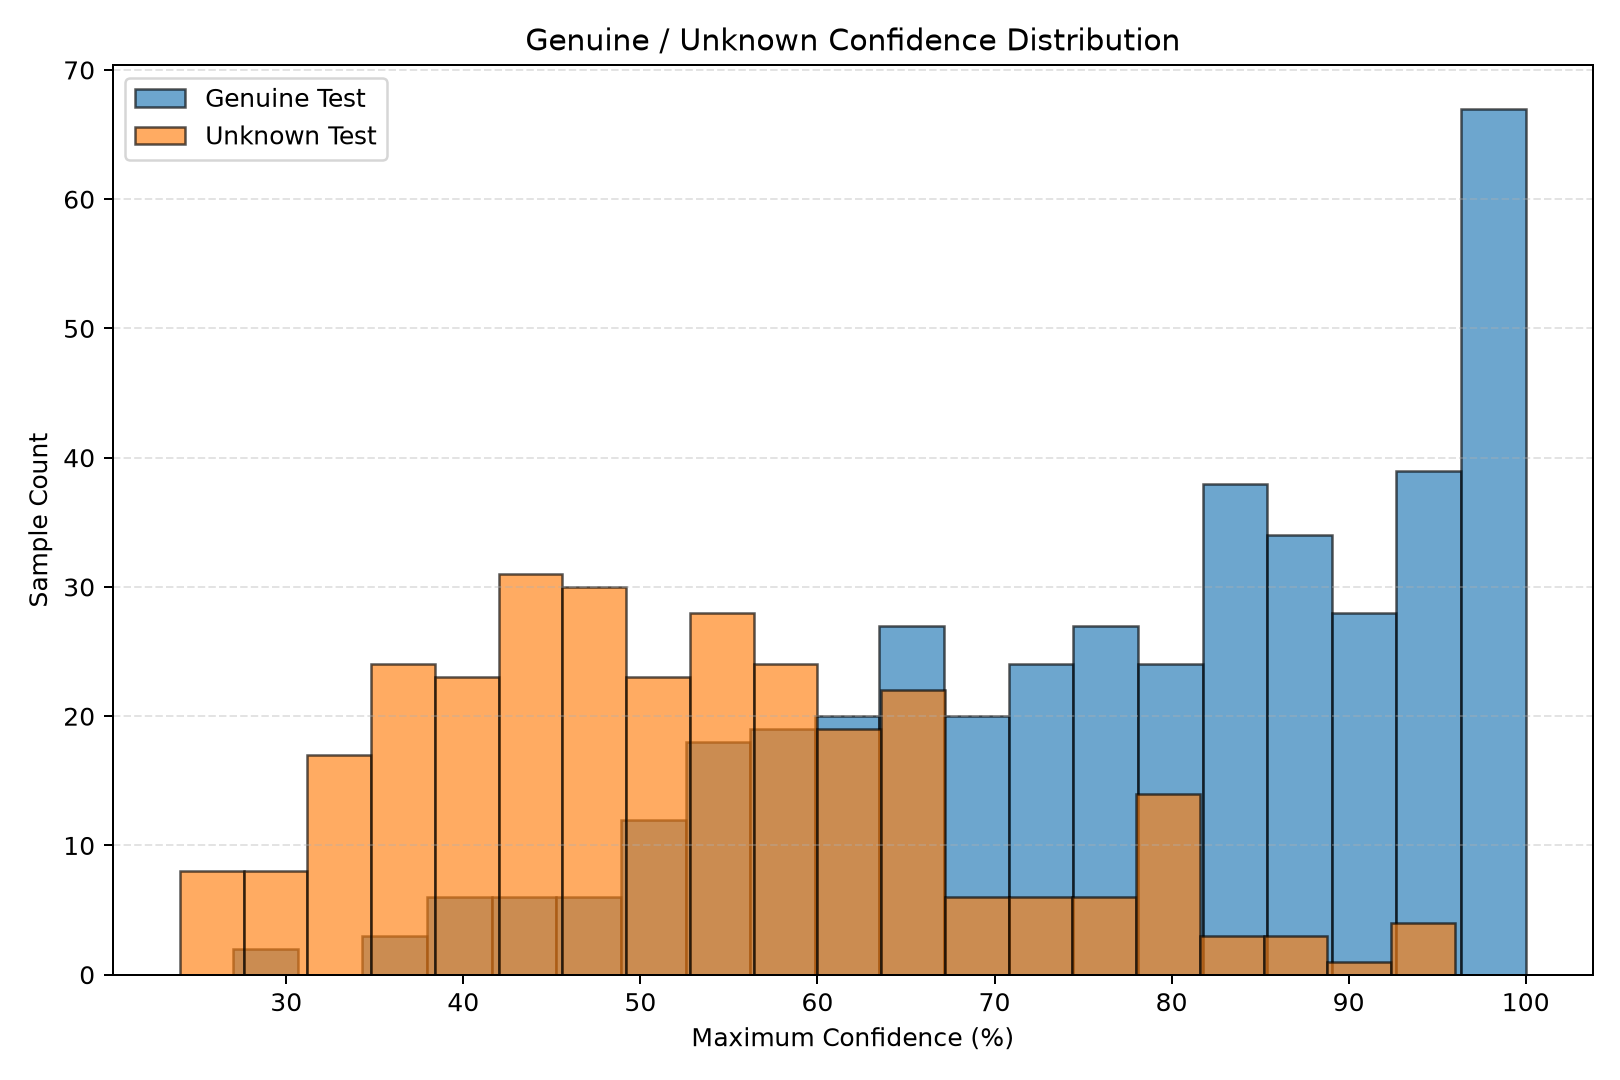 Genuine / Unknown Confidence Distribution
Genuine Test
Unknown Test
Sample Count
70
60
50
40
30
20
10
0
30 40 50 60 70 80 90 100
Maximum Confidence (%)